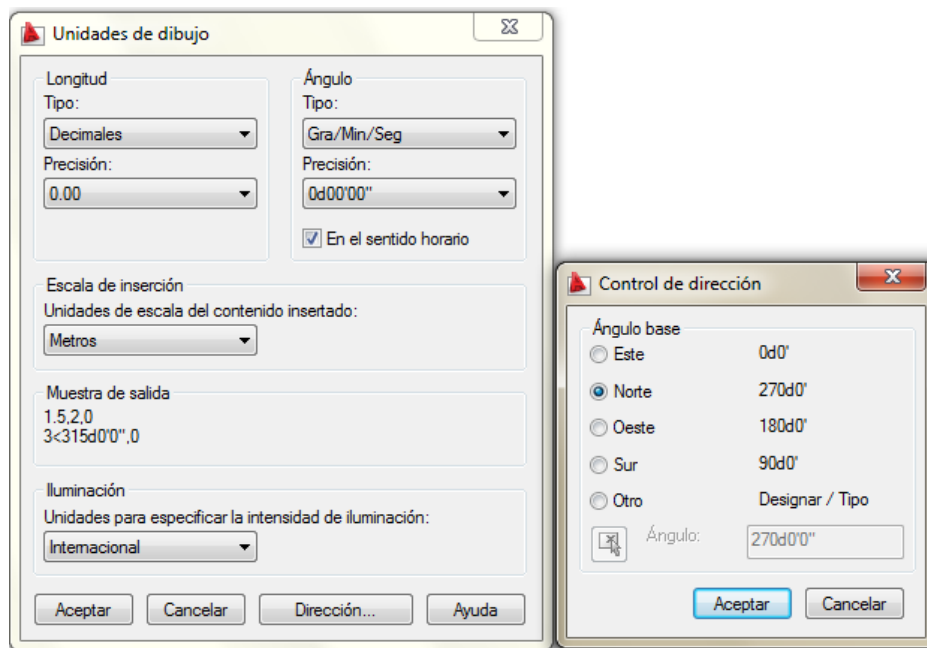 Unidades de dibujo
Longitud
Tipo:
Decimales
Precisión:
0.00
Ángulo
Tipo:
Gra/Min/Seg
Precisión:
0d00'00"
En el sentido horario
Escala de inserción
Unidades de escala del contenido insertado:
Metros
Muestra de salida
1.5,2,0
3<315d0'0",0
Iluminación
Unidades para especificar la intensidad de iluminación:
Internacional
Aceptar Cancelar Dirección... Ayuda
Control de dirección
Ángulo base
Este 0d0'
Norte 270d0'
Oeste 180d0'
Sur 90d0'
Otro Designar / Tipo
Ángulo: 270d0'0"
Aceptar Cancelar